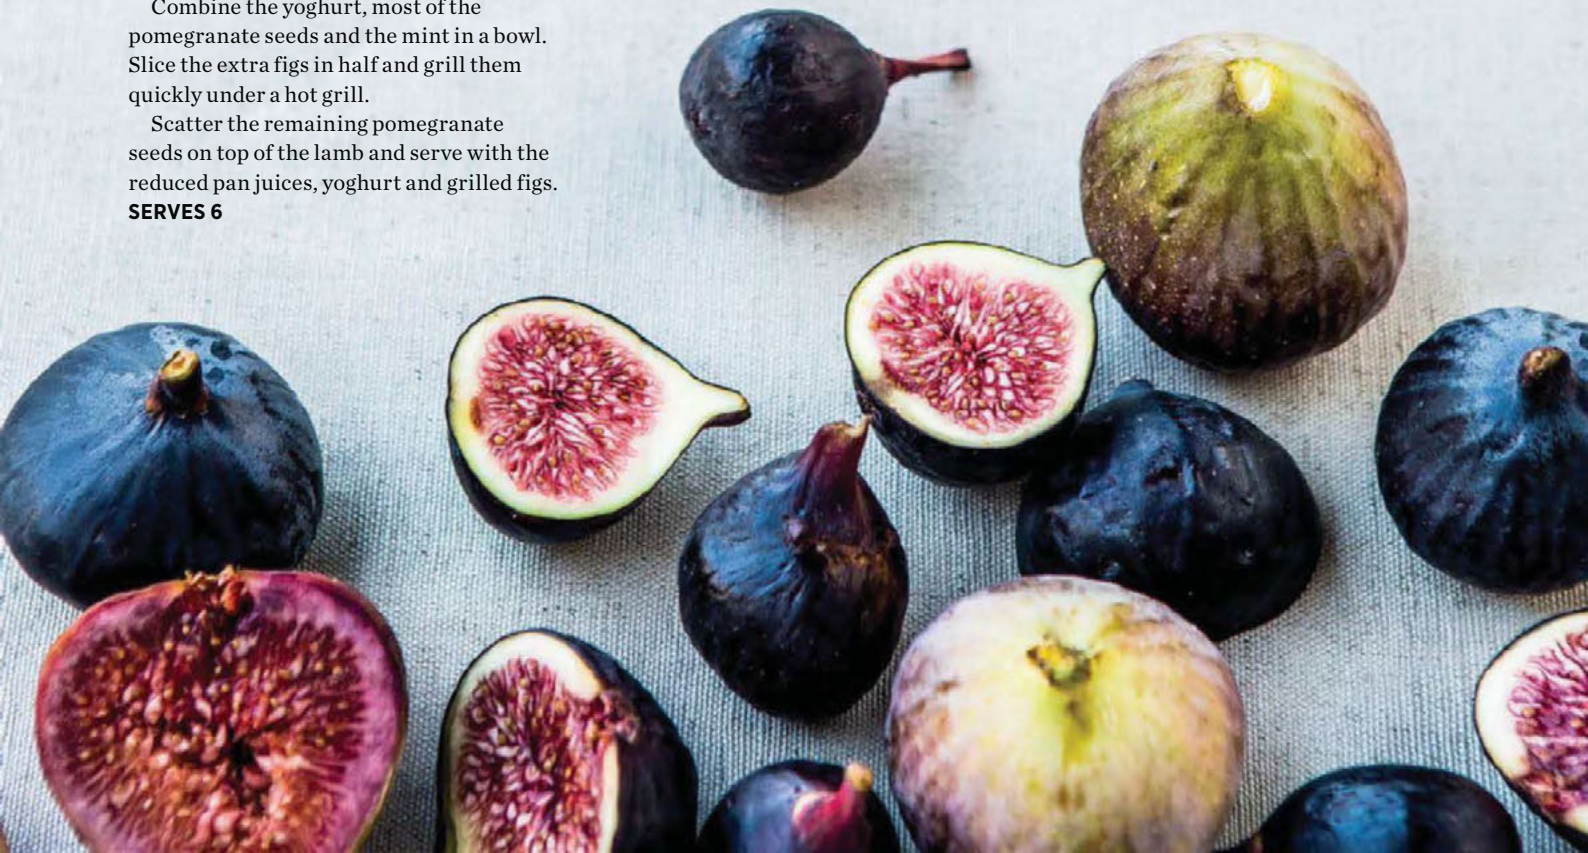 Combine the yoghurt, most of the
pomegranate seeds and the mint in a bowl.
Slice the extra figs in half and grill them
quickly under a hot grill.
Scatter the remaining pomegranate
seeds on top of the lamb and serve with the
reduced pan juices, yoghurt and grilled figs.
SERVES 6